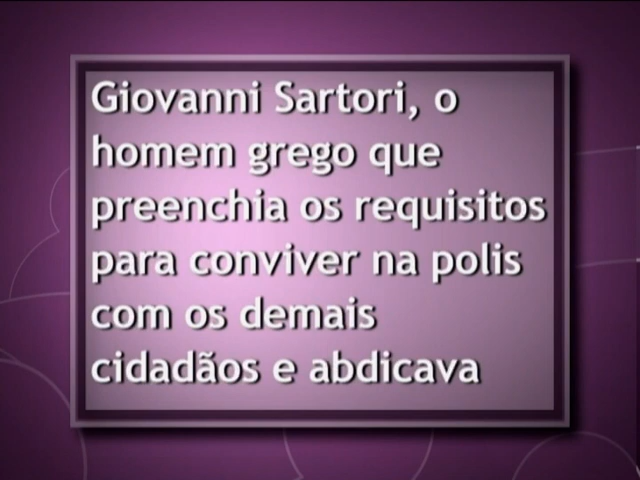 Giovanni Sartori, o
homem grego que
preenchia os requisitos
para conviver na polis
com os demais
cidadãos e abdicava